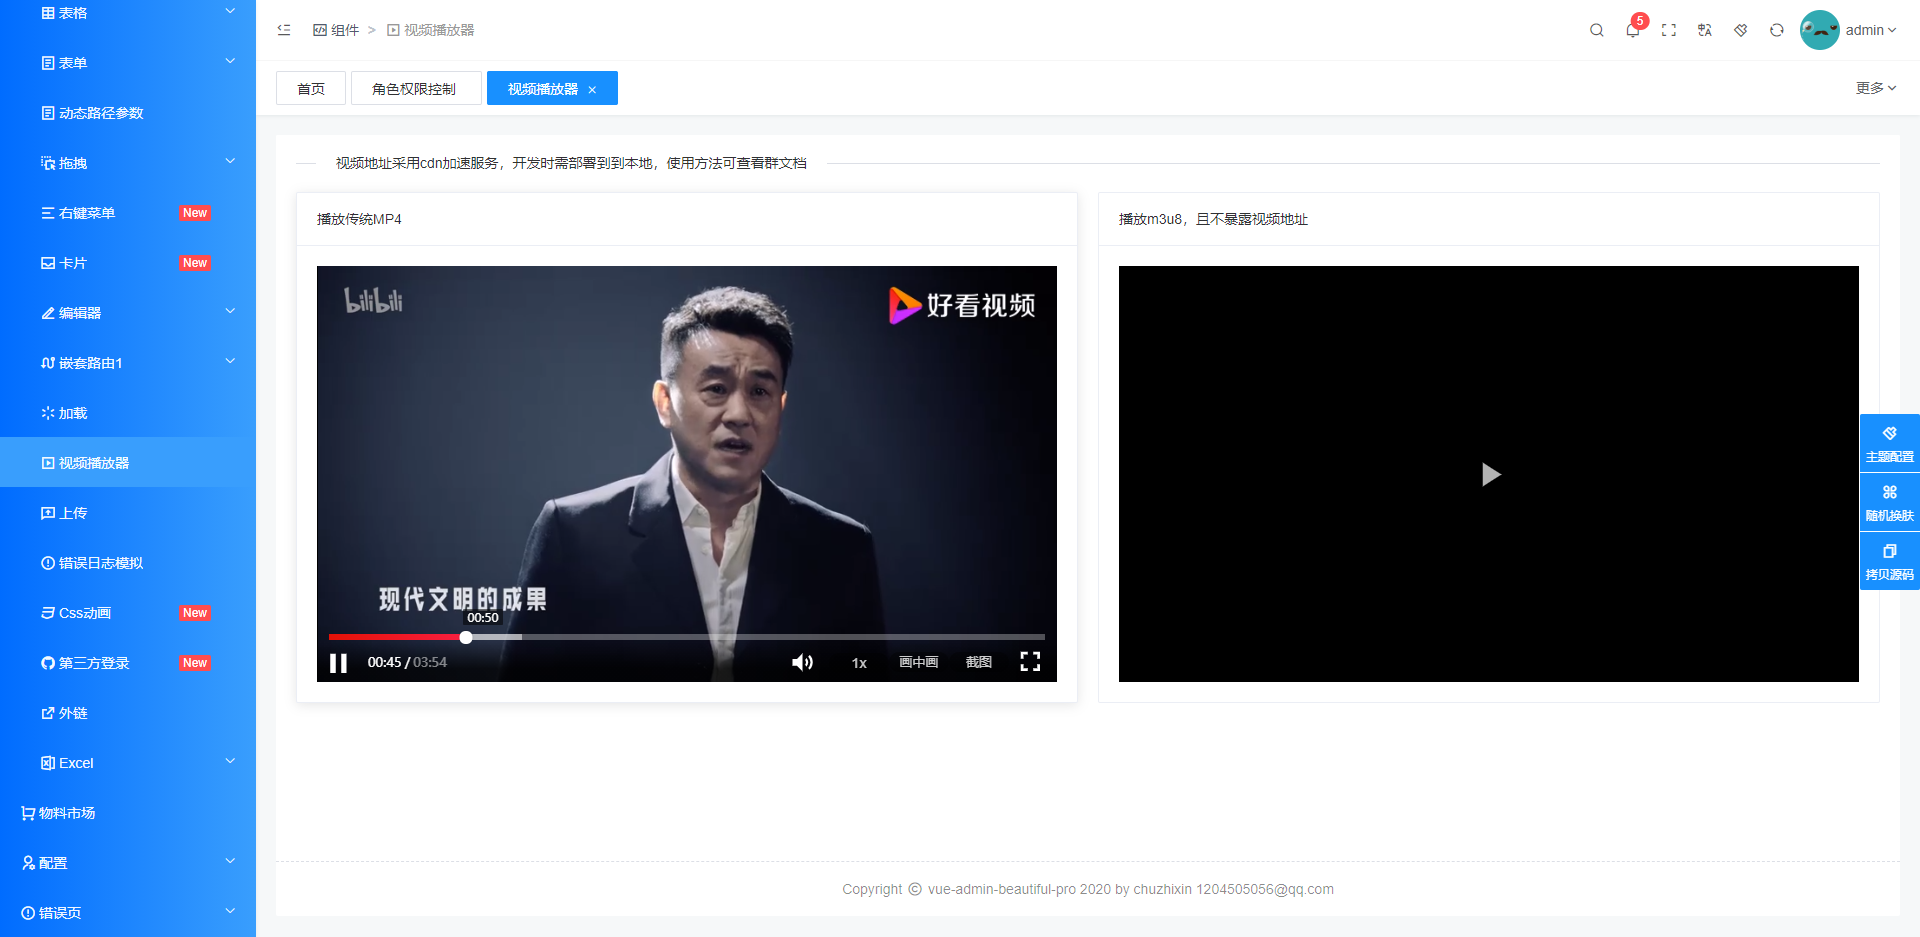 表格
表单
动态路径参数
拖拽
右键菜单 New
卡片 New
编辑器
嵌套路由1
加载
视频播放器
上传
错误日志模拟
Css动画 New
第三方登录 New
外链
Excel
物料市场
配置
错误页
组件 > 视频播放器
5
admin
首页 角色权限控制 视频播放器 ×
更多
视频地址采用cdn加速服务，开发时需部署到到本地，使用方法可查看群文档
播放传统MP4
bilibili
好看视频
现代文明的成果
00:50
00:45 / 03:54
1x 画中画 截图
播放m3u8，且不暴露视频地址
主题配置
随机换肤
拷贝源码
Copyright © vue-admin-beautiful-pro 2020 by chuzhixin 1204505056@qq.com